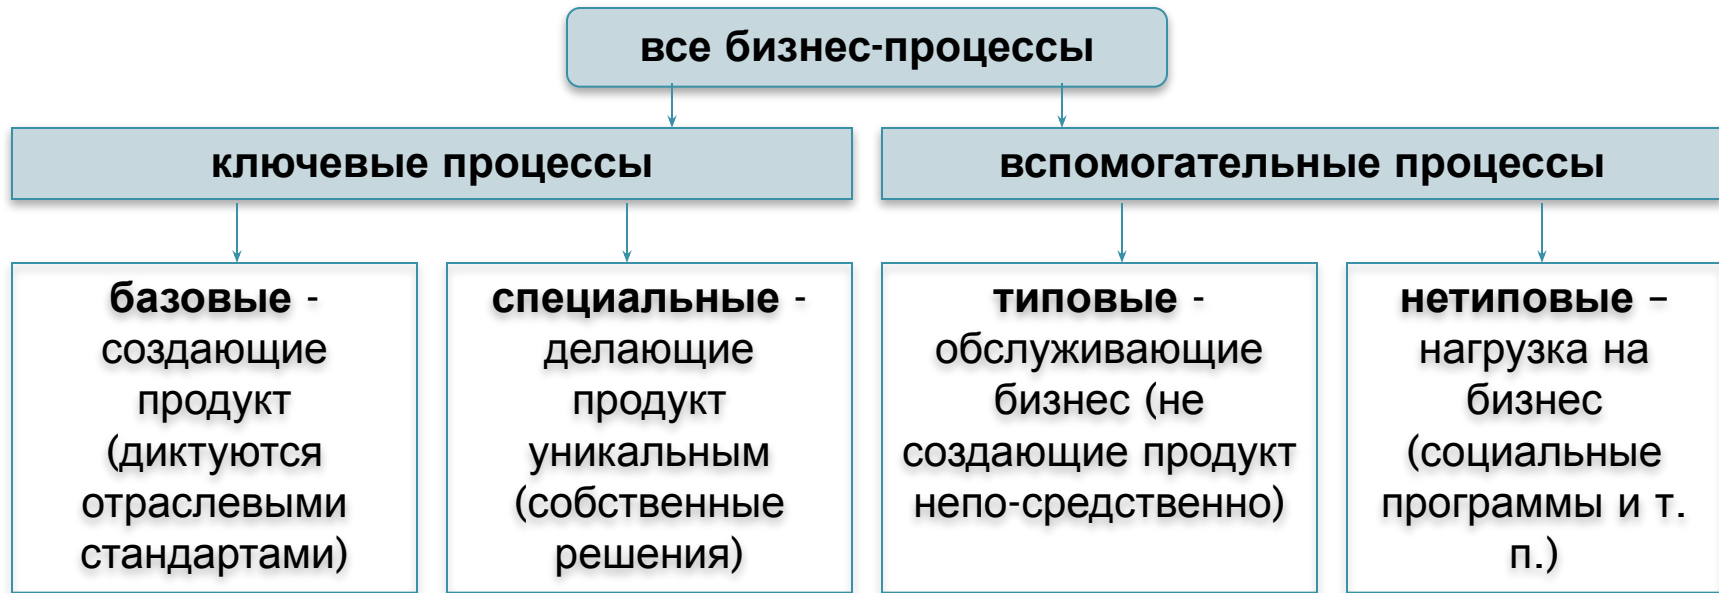 все бизнес-процессы
ключевые процессы
вспомогательные процессы
базовые -
создающие
продукт
(диктуются
отраслевыми
стандартами)
специальные -
делающие
продукт
уникальным
(собственные
решения)
типовые -
обслуживающие
бизнес (не
создающие продукт
непо-средственно)
нетиповые –
нагрузка на
бизнес
(социальные
программы и т.
п.)